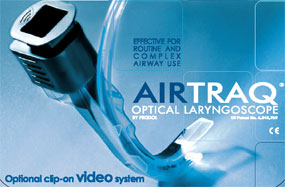 EFFECTIVE FOR
ROUTINE AND
COMPLEX
AIRWAY USE
AIRTRAQ®
OPTICAL LARYNGOSCOPE
BY PRODOL
CE
Optional clip-on video system